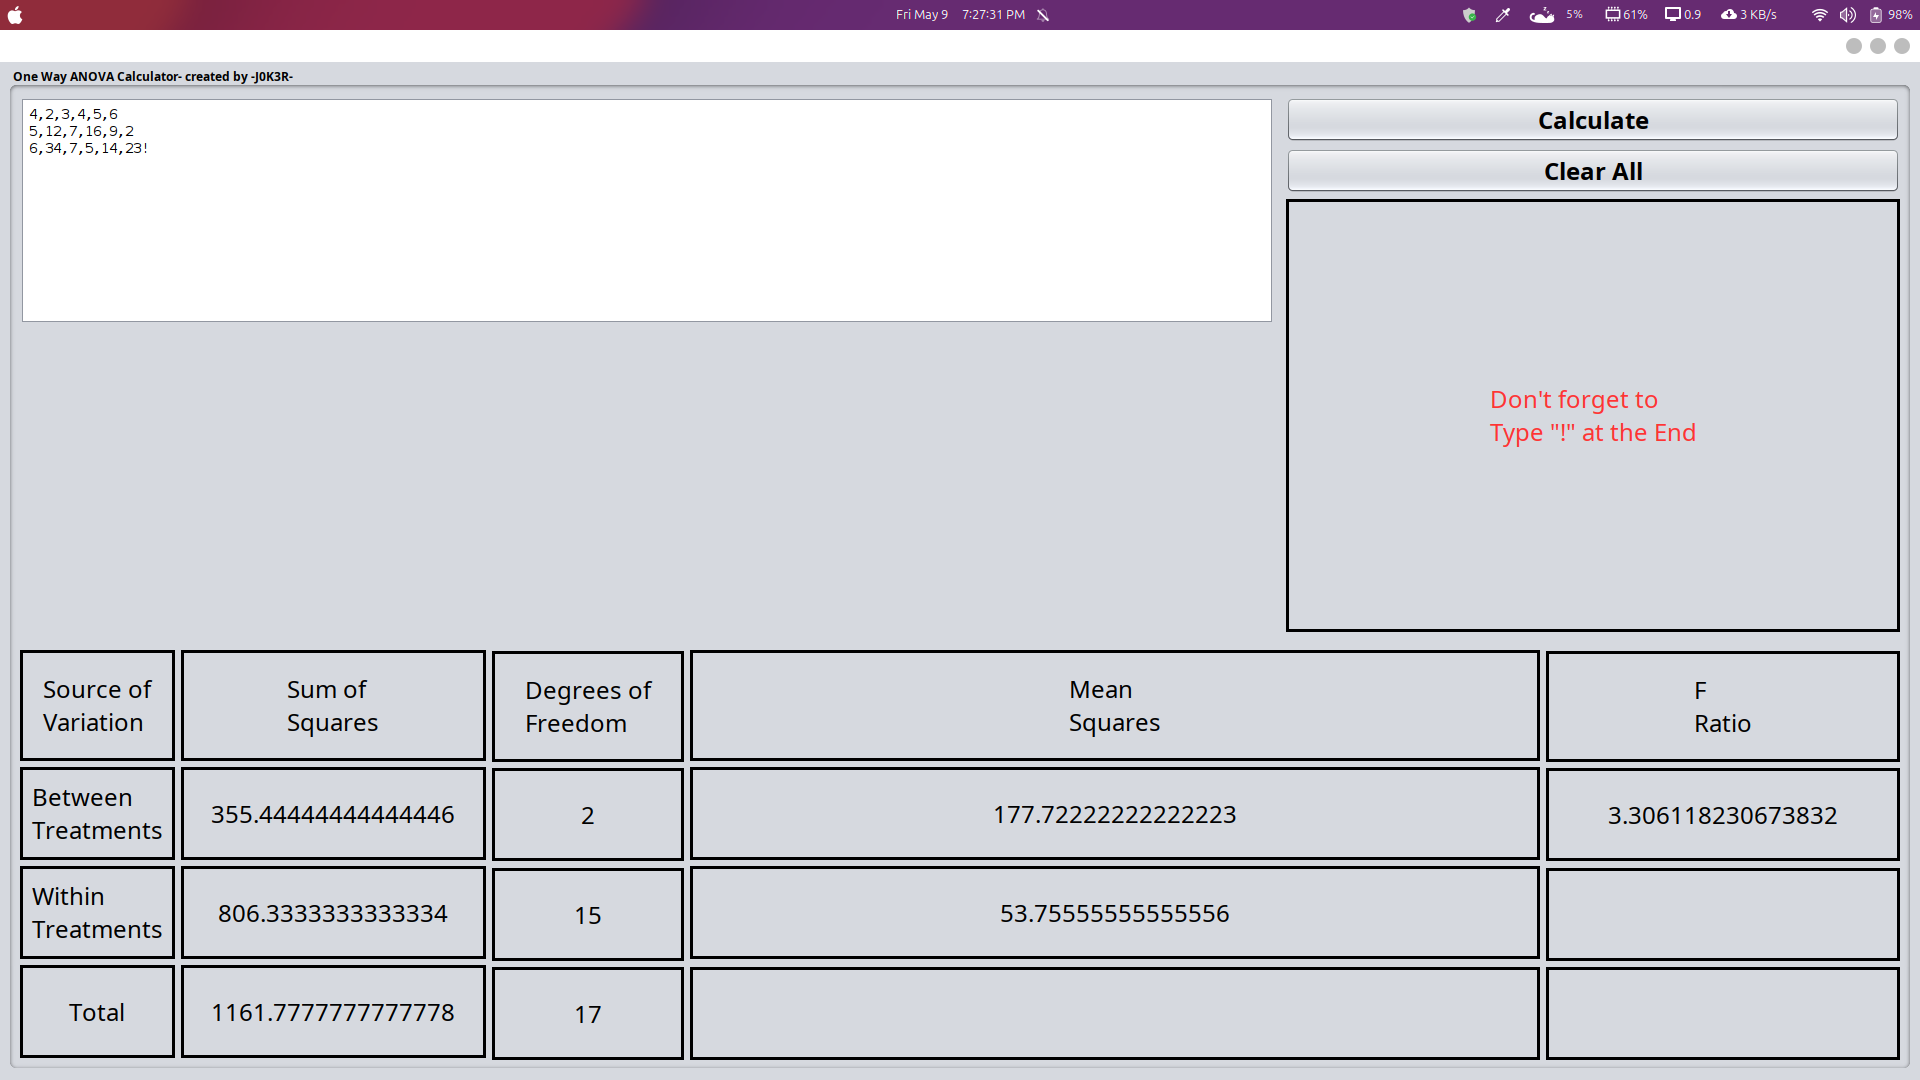 Fri May 9 7:27:31 PM
5% 61% 0.9 3 KB/s 98%
One Way ANOVA Calculator- created by -J0K3R-
4,2,3,4,5,6
5,12,7,16,9,2
6,34,7,5,14,23!
Calculate
Clear All
Don't forget to
Type "!" at the End
Source of
Variation
Sum of
Squares
Degrees of
Freedom
Mean
Squares
F
Ratio
Between
Treatments
355.44444444444446
2
177.72222222222223
3.306118230673832
Within
Treatments
806.3333333333334
15
53.75555555555556
Total
1161.7777777777778
17